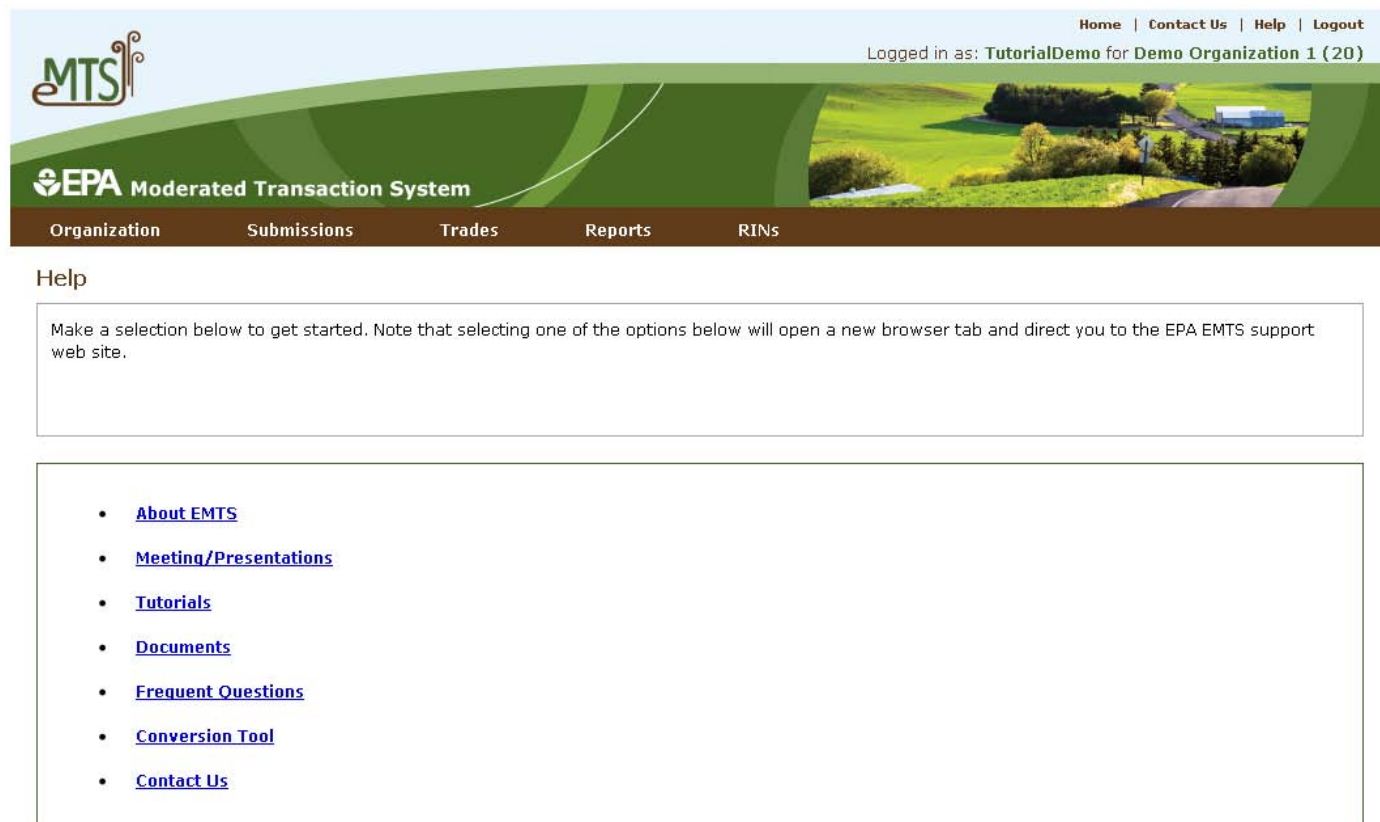 Home | Contact Us | Help | Logout
Logged in as: TutorialDemo for Demo Organization 1 (20)
MTS
EPA Moderated Transaction System
Organization Submissions Trades Reports RINs
Help
Make a selection below to get started. Note that selecting one of the options below will open a new browser tab and direct you to the EPA EMTS support
web site.
• About EMTS
• Meeting/Presentations
• Tutorials
• Documents
• Frequent Questions
• Conversion Tool
• Contact Us